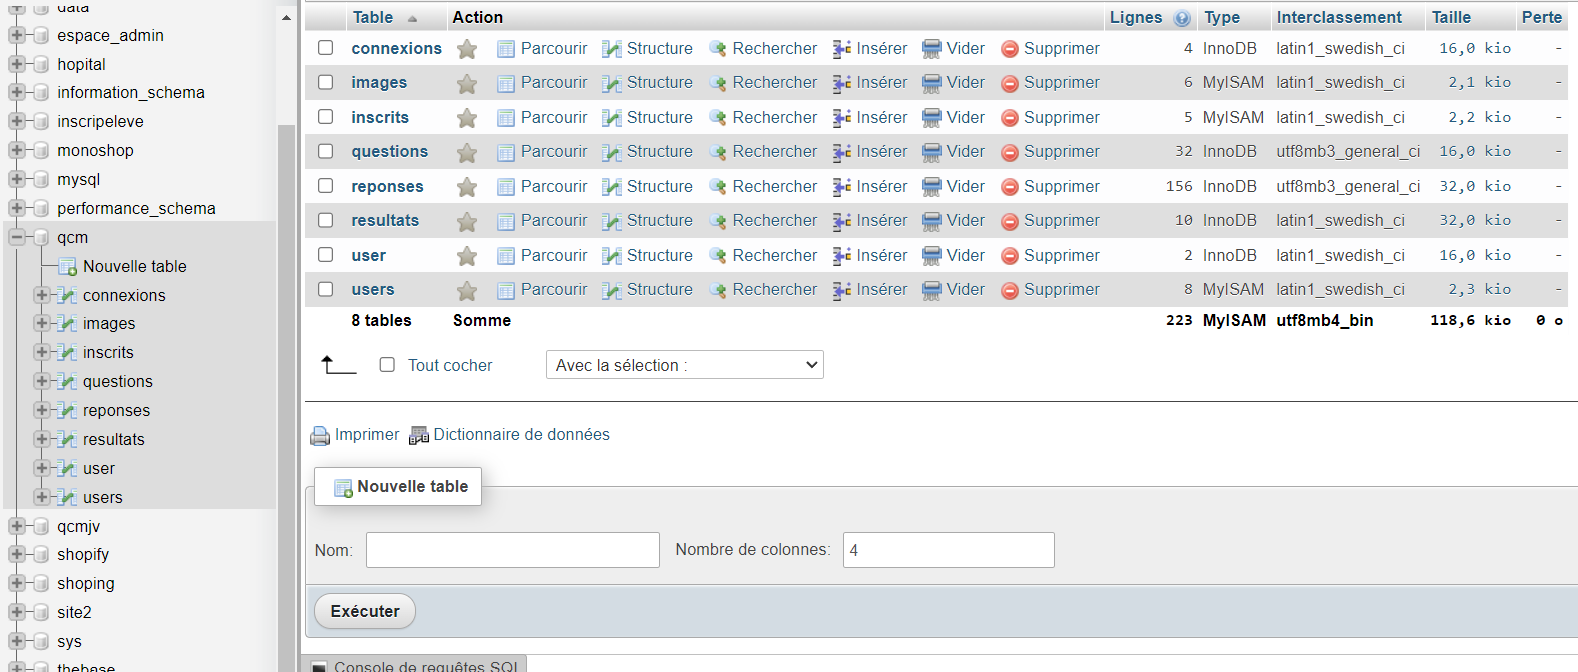 data
espace_admin
hopital
information_schema
inscripeleve
monoshop
mysql
performance_schema
qcm
Nouvelle table
connexions
images
inscrits
questions
reponses
resultats
user
users
qcmjv
shopify
shoping
site2
sys
thebase
Table Action Lignes Type Interclassement Taille Perte
connexions Parcourir Structure Rechercher Insérer Vider Supprimer 4 InnoDB latin1_swedish_ci 16,0 kio -
images Parcourir Structure Rechercher Insérer Vider Supprimer 6 MyISAM latin1_swedish_ci 2,1 kio -
inscrits Parcourir Structure Rechercher Insérer Vider Supprimer 5 MyISAM latin1_swedish_ci 2,2 kio -
questions Parcourir Structure Rechercher Insérer Vider Supprimer 32 InnoDB utf8mb3_general_ci 16,0 kio -
reponses Parcourir Structure Rechercher Insérer Vider Supprimer 156 InnoDB utf8mb3_general_ci 32,0 kio -
resultats Parcourir Structure Rechercher Insérer Vider Supprimer 10 InnoDB latin1_swedish_ci 32,0 kio -
user Parcourir Structure Rechercher Insérer Vider Supprimer 2 InnoDB latin1_swedish_ci 16,0 kio -
users Parcourir Structure Rechercher Insérer Vider Supprimer 8 MyISAM latin1_swedish_ci 2,3 kio -
8 tables Somme 223 MyISAM utf8mb4_bin 118,6 kio 0 o
Tout cocher Avec la sélection :
Imprimer Dictionnaire de données
Nouvelle table
Nom: Nombre de colonnes: 4
Exécuter
Console de requêtes SQL